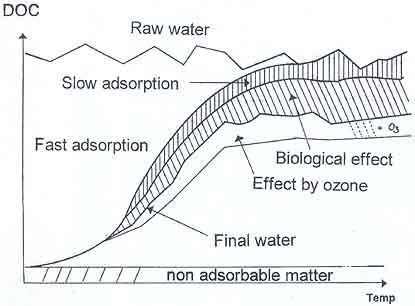 DOC
Raw water
Slow adsorption
Fast adsorption
O3
Biological effect
Effect by ozone
Final water
non adsorbable matter
Temp